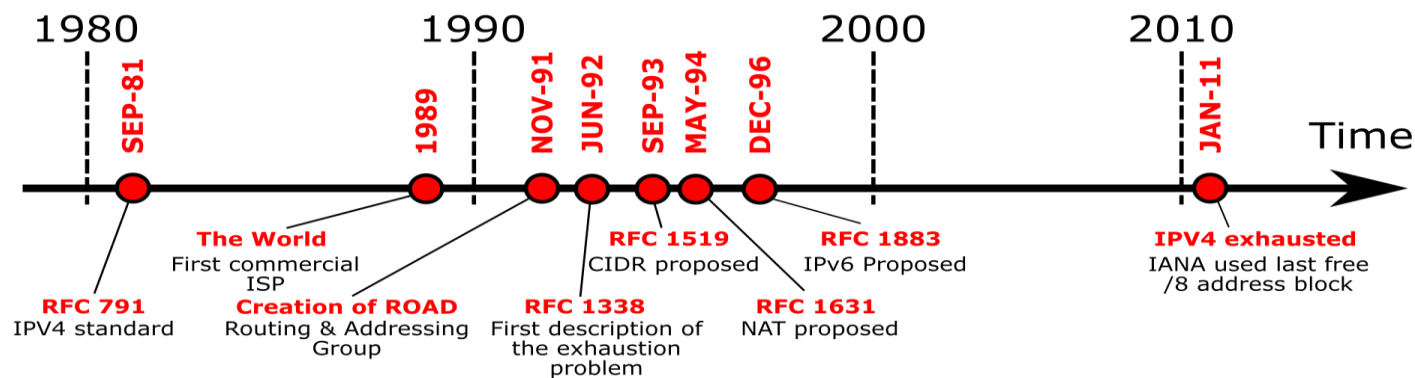 1980
1990
2000
2010
SEP-81
1989
NOV-91
JUN-92
SEP-93
MAY-94
DEC-96
JAN-11
Time
The World
First commercial
ISP
RFC 1519
CIDR proposed
RFC 1883
IPv6 Proposed
IPV4 exhausted
IANA used last free
/8 address block
RFC 791
IPV4 standard
Creation of ROAD
Routing & Addressing
Group
RFC 1338
First description of
the exhaustion
problem
RFC 1631
NAT proposed